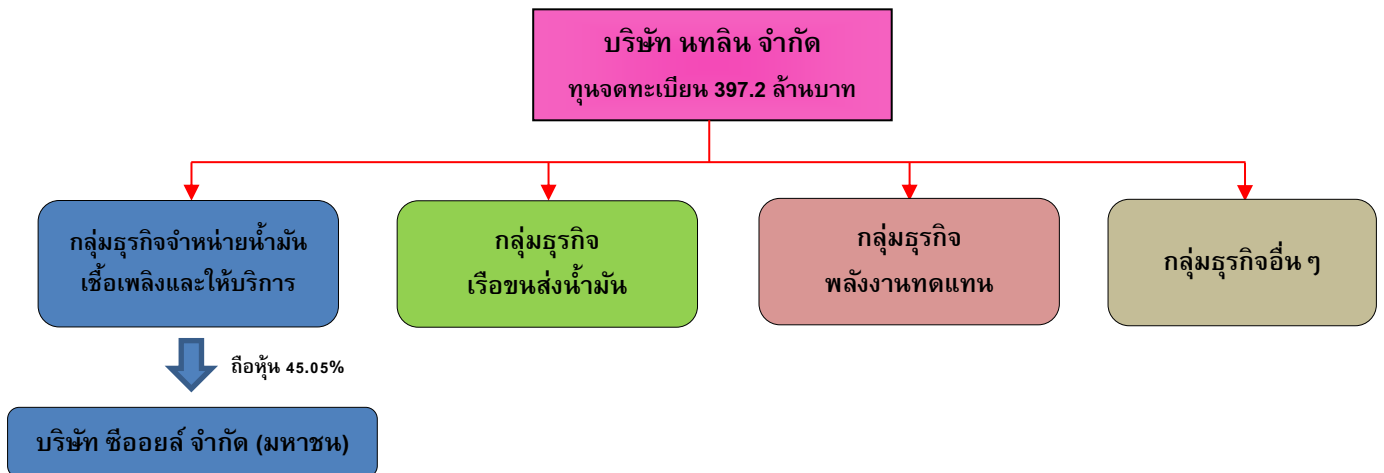 บริษัท นทลิน จำกัด
ทุนจดทะเบียน 397.2 ล้านบาท
กลุ่มธุรกิจจำหน่ายน้ำมัน
เชื้อเพลิงและให้บริการ
กลุ่มธุรกิจ
เรือขนส่งน้ำมัน
กลุ่มธุรกิจ
พลังงานทดแทน
กลุ่มธุรกิจอื่น ๆ
ถือหุ้น 45.05%
บริษัท ซีออยล์ จำกัด (มหาชน)